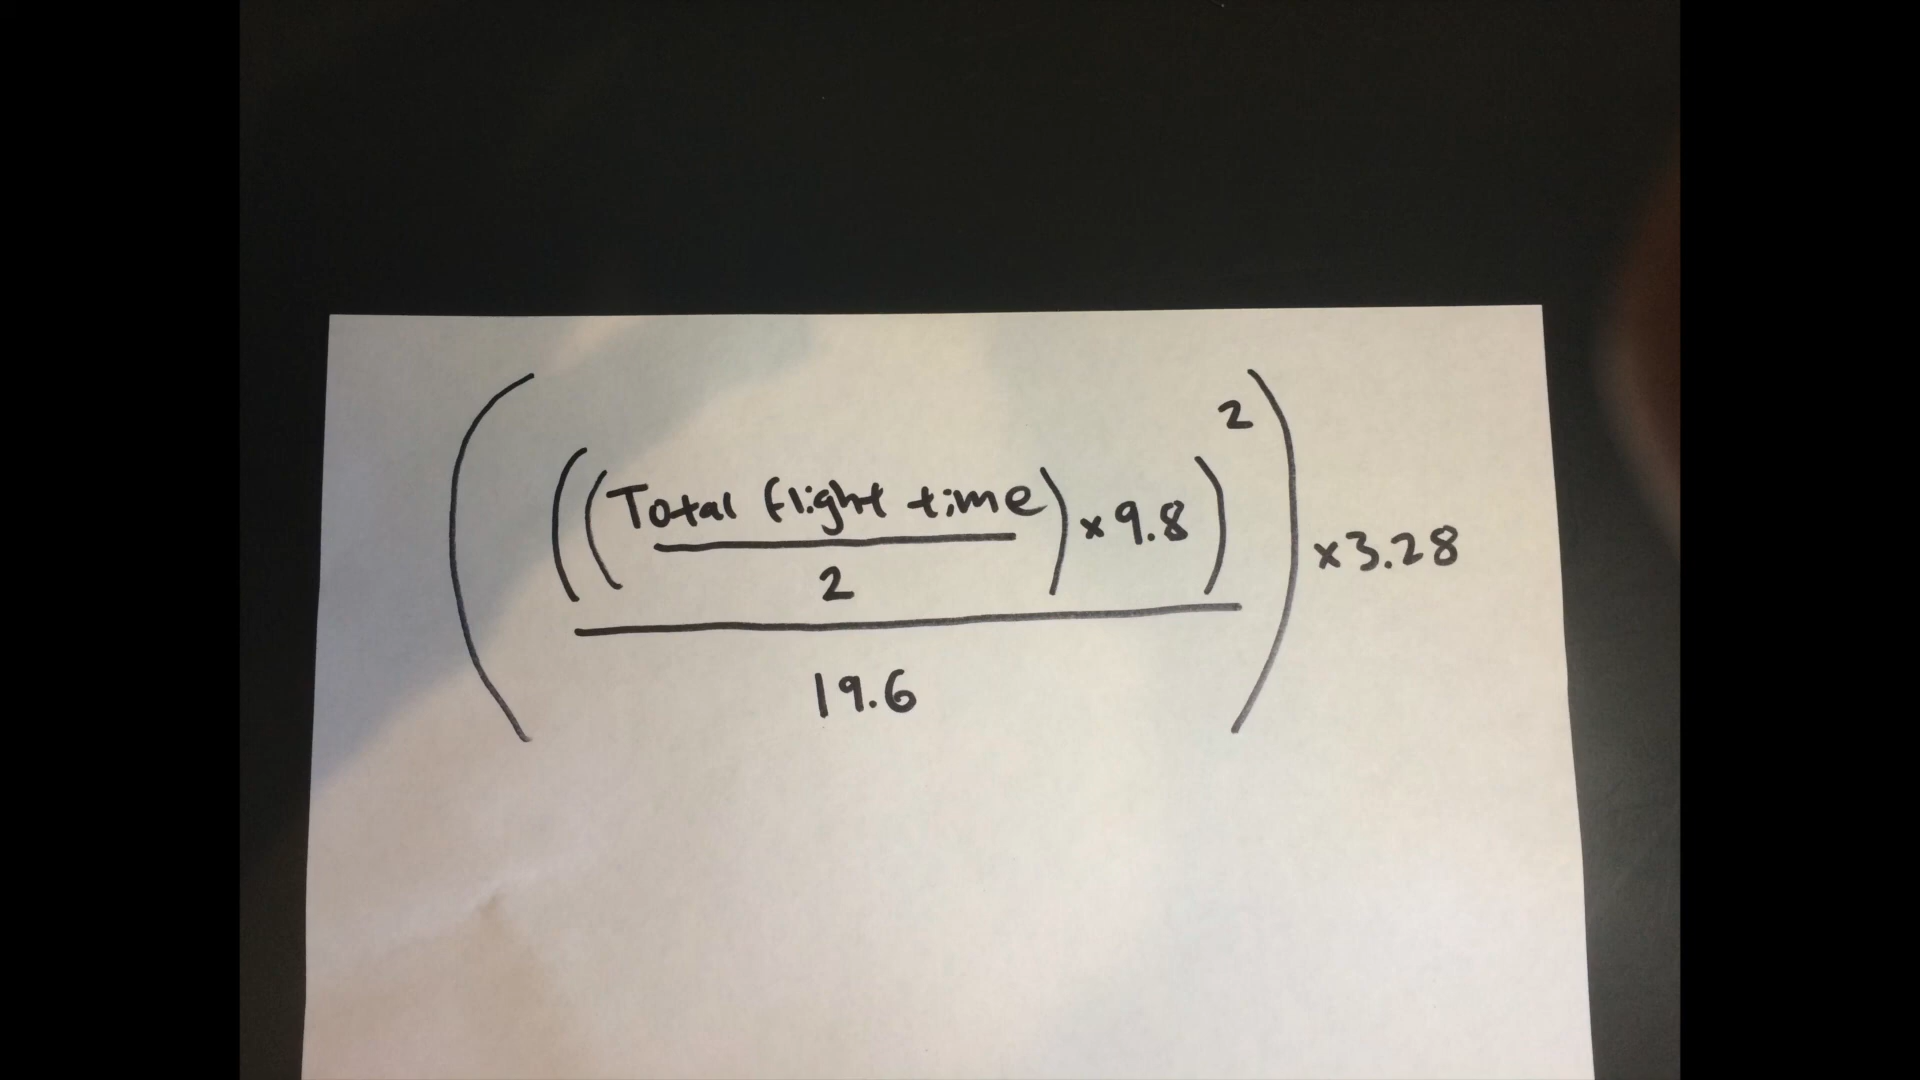 ((Total flight time / 2) × 9.8)²
19.6
× 3.28